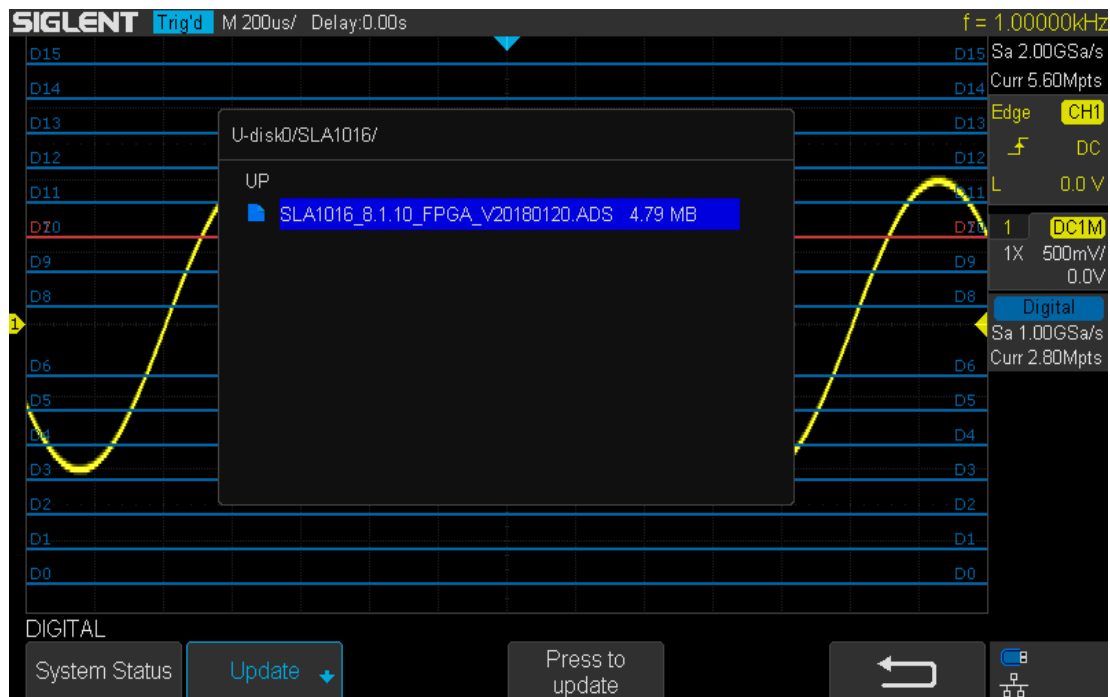 SIGLENT Trig'd M 200us/ Delay:0.00s f = 1.00000kHz
Sa 2.00GSa/s
Curr 5.60Mpts
Edge CH1
DC
L 0.0 V
1 DC1M
1X 500mV/
0.0V
Digital
Sa 1.00GSa/s
Curr 2.80Mpts
D15 D15
D14 D14
D13 D13
D12 D12
D11 D11
D10
D9 D9
D8 D8
1
D6 D6
D5 D5
D4 D4
D3 D3
D2 D2
D1 D1
D0 D0
U-disk0/SLA1016/
UP
SLA1016_8.1.10_FPGA_V20180120.ADS 4.79 MB
DIGITAL
System Status
Update
Press to
update